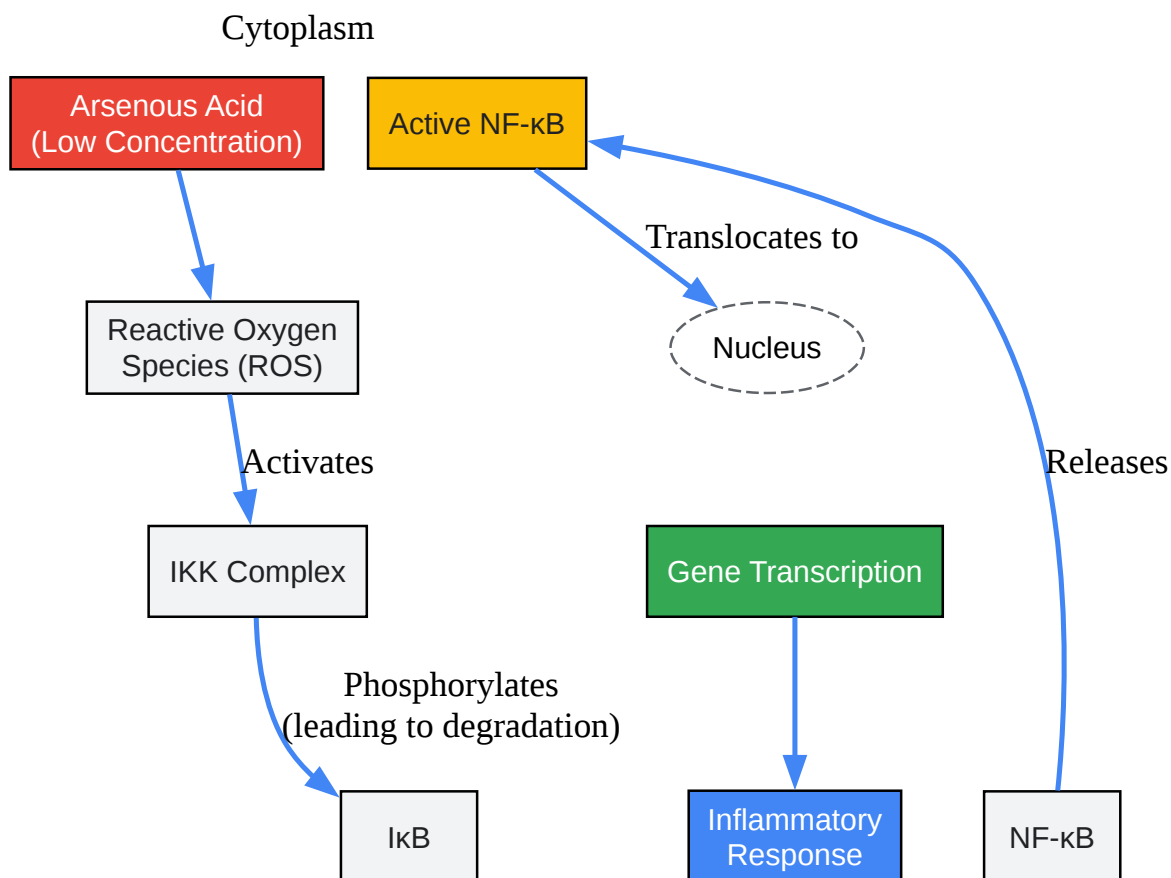 Cytoplasm
Arsenous Acid
(Low Concentration)
Active NF-κB
Translocates to
Reactive Oxygen
Species (ROS)
Nucleus
Activates
Releases
IKK Complex
Gene Transcription
Phosphorylates
(leading to degradation)
IκB
Inflammatory
Response
NF-κB